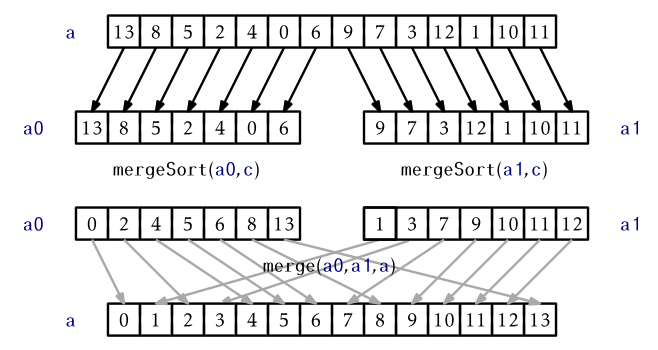 a 13 8 5 2 4 0 6 9 7 3 12 1 10 11
a0 13 8 5 2 4 0 6 9 7 3 12 1 10 11 a1
mergeSort(a0,c) mergeSort(a1,c)
a0 0 2 4 5 6 8 13 1 3 7 9 10 11 12 a1
merge(a0,a1,a)
a 0 1 2 3 4 5 6 7 8 9 10 11 12 13